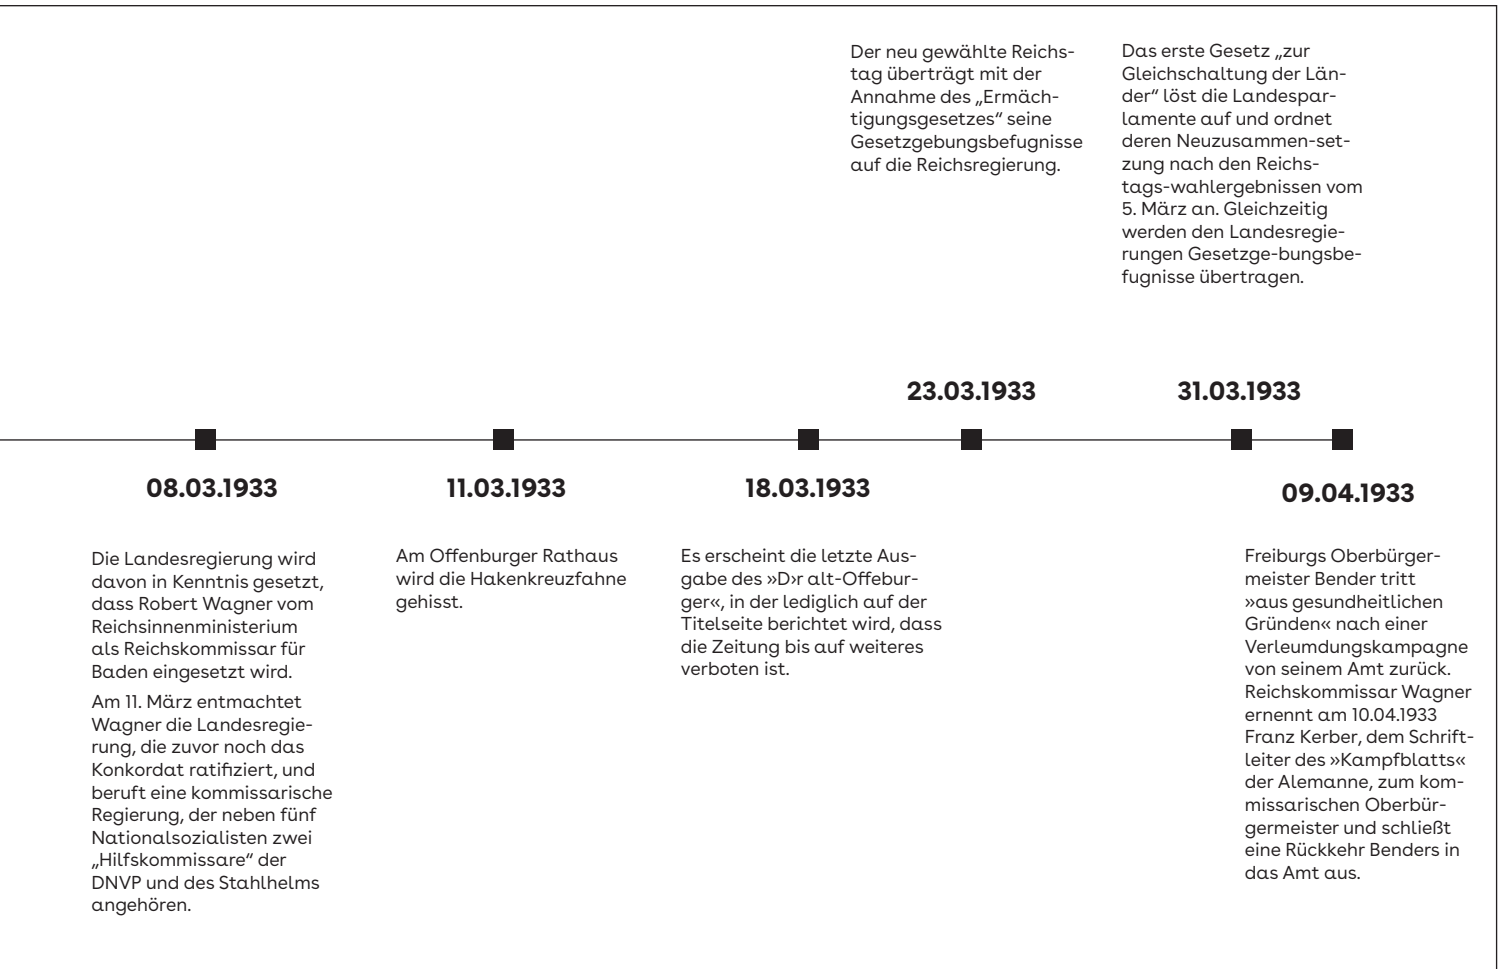 Der neu gewählte Reichs-
tag überträgt mit der
Annahme des „Ermäch-
tigungsgesetzes“ seine
Gesetzgebungsbefugnisse
auf die Reichsregierung.
Das erste Gesetz „zur
Gleichschaltung der Län-
der“ löst die Landespar-
lamente auf und ordnet
deren Neuzusammen-set-
zung nach den Reichs-
tags-wahlergebnissen vom
5. März an. Gleichzeitig
werden den Landesregie-
rungen Gesetzge-bungsbe-
fugnisse übertragen.
23.03.1933
31.03.1933
08.03.1933
11.03.1933
18.03.1933
09.04.1933
Die Landesregierung wird
davon in Kenntnis gesetzt,
dass Robert Wagner vom
Reichsinnenministerium
als Reichskommissar für
Baden eingesetzt wird.
Am 11. März entmachtet
Wagner die Landesregie-
rung, die zuvor noch das
Konkordat ratifiziert, und
beruft eine kommissarische
Regierung, der neben fünf
Nationalsozialisten zwei
„Hilfskommissare“ der
DNVP und des Stahlhelms
angehören.
Am Offenburger Rathaus
wird die Hakenkreuzfahne
gehisst.
Es erscheint die letzte Aus-
gabe des »D›r alt-Offebur-
ger«, in der lediglich auf der
Titelseite berichtet wird, dass
die Zeitung bis auf weiteres
verboten ist.
Freiburgs Oberbürger-
meister Bender tritt
»aus gesundheitlichen
Gründen« nach einer
Verleumdungskampagne
von seinem Amt zurück.
Reichskommissar Wagner
ernennt am 10.04.1933
Franz Kerber, dem Schrift-
leiter des »Kampfblatts«
der Alemanne, zum kom-
missarischen Oberbür-
germeister und schließt
eine Rückkehr Benders in
das Amt aus.